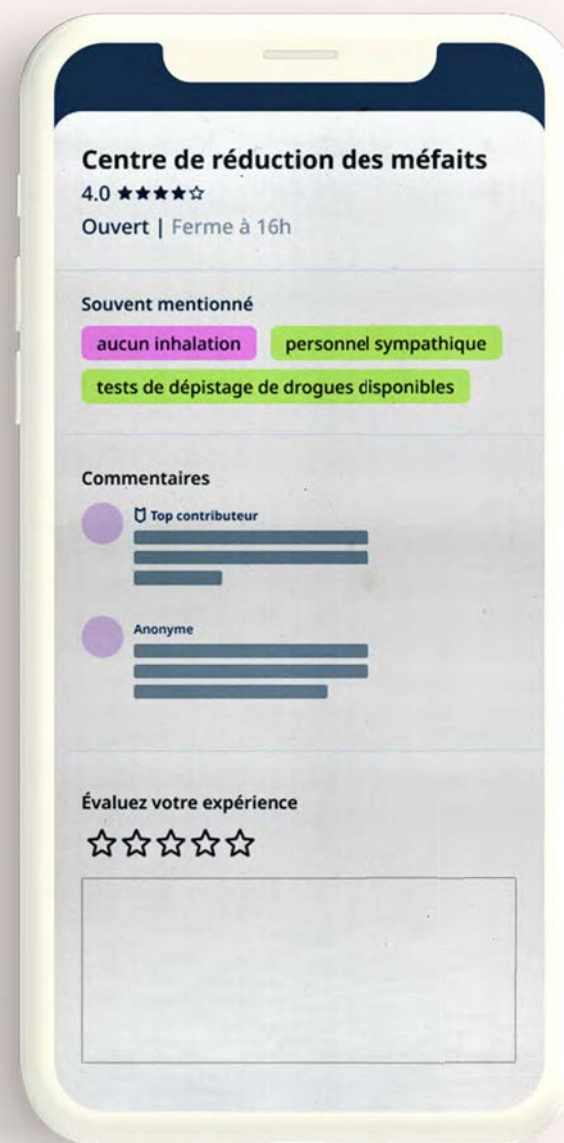 Centre de réduction des méfaits
4.0 ★★★★☆
Ouvert | Ferme à 16h
Souvent mentionné
aucun inhalation personnel sympathique
tests de dépistage de drogues disponibles
Commentaires
Top contributeur
Anonyme
Évaluez votre expérience